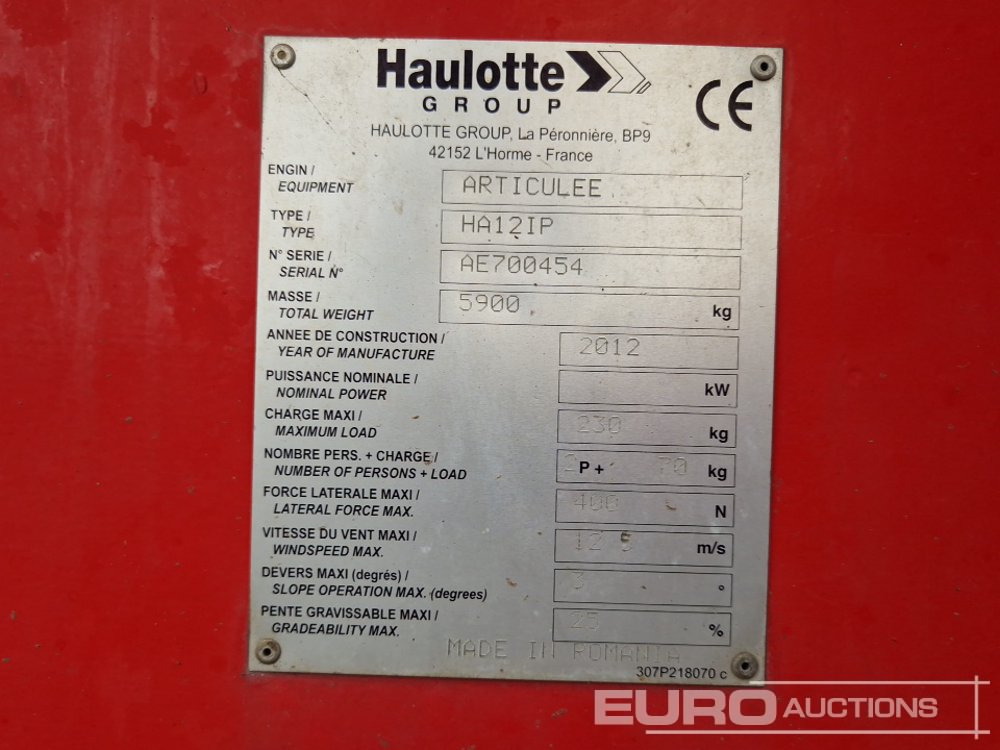 Haulotte
GROUP
CE
HAULOTTE GROUP, La Péronnière, BP9
42152 L'Horme - France
ENGIN /
EQUIPMENT
ARTICULEE
TYPE /
TYPE
HA12IP
N° SERIE /
SERIAL N°
AE700454
MASSE /
TOTAL WEIGHT
5900 kg
ANNEE DE CONSTRUCTION /
YEAR OF MANUFACTURE
2012
PUISSANCE NOMINALE /
NOMINAL POWER
kW
CHARGE MAXI /
MAXIMUM LOAD
230 kg
NOMBRE PERS. + CHARGE /
NUMBER OF PERSONS + LOAD
2 P + 70 kg
FORCE LATERALE MAXI /
LATERAL FORCE MAX.
400 N
VITESSE DU VENT MAXI /
WINDSPEED MAX.
12 5 m/s
DEVERS MAXI (degrés) /
SLOPE OPERATION MAX. (degrees)
3 °
PENTE GRAVISSABLE MAXI /
GRADEABILITY MAX.
25 %
MADE IN ROMANIA
307P218070 c
EURO AUCTIONS